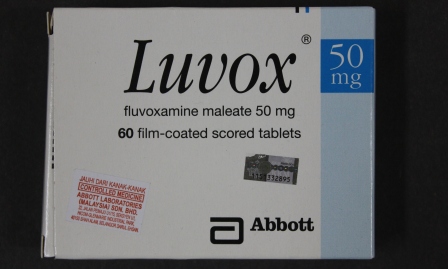 Luvox®
fluvoxamine maleate 50 mg
60 film-coated scored tablets
50
mg
JAUHI DARI KANAK-KANAK
CONTROLLED MEDICINE
ABBOTT LABORATORIES
(MALAYSIA) SDN. BHD.
Abbott